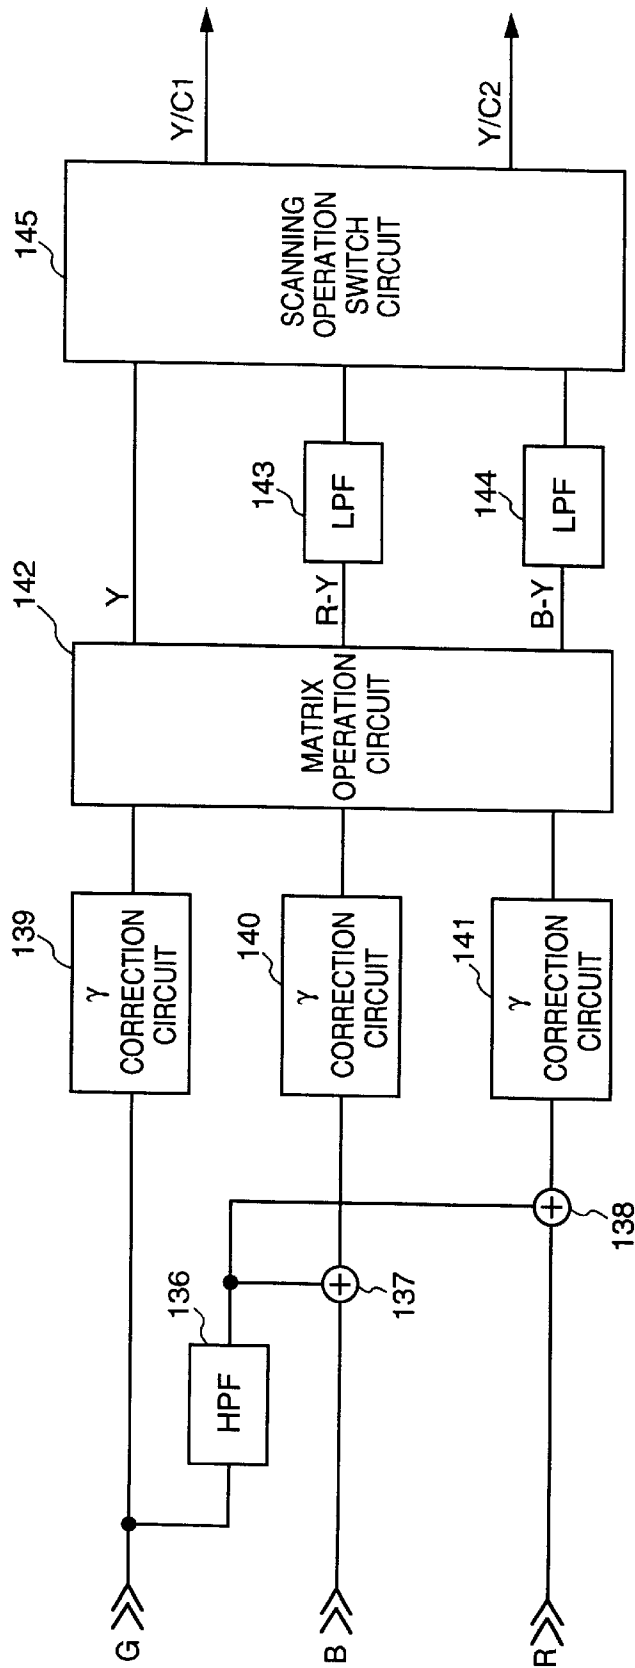 G
B
R
136
HPF
137
138
139
γ
CORRECTION
CIRCUIT
140
γ
CORRECTION
CIRCUIT
141
γ
CORRECTION
CIRCUIT
142
MATRIX
OPERATION
CIRCUIT
Y
R-Y
B-Y
143
LPF
144
LPF
145
SCANNING
OPERATION
SWITCH
CIRCUIT
Y/C1
Y/C2